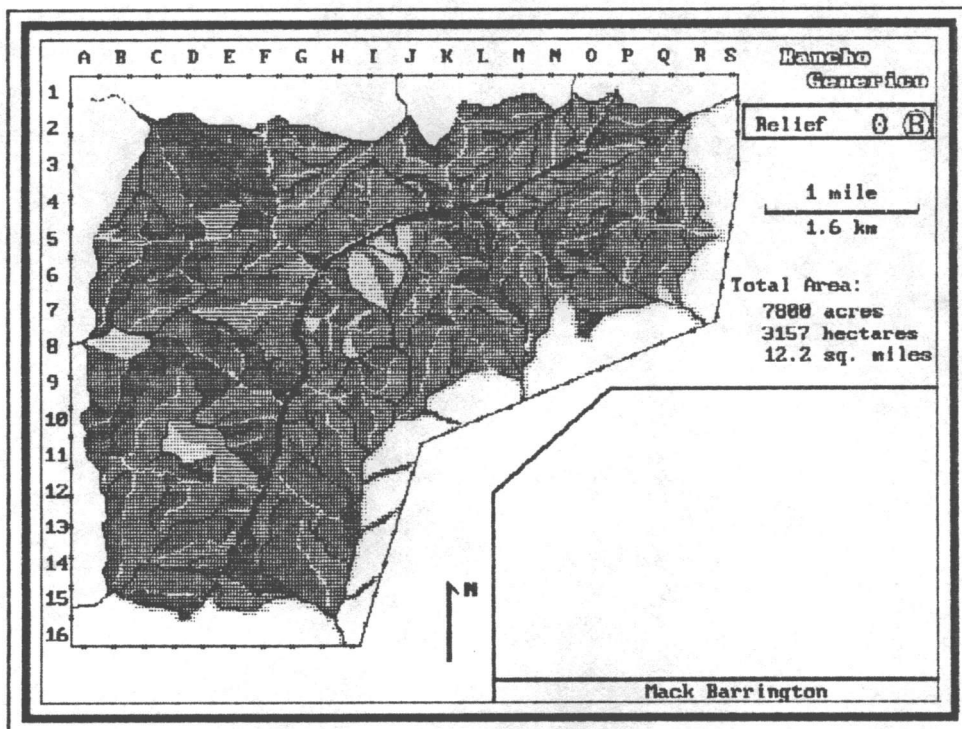 A B C D E F G H I J K L M N O P Q R S
Rancho
Generico
1
2
Relief 0 R
3
4
1 mile
5
1.6 km
6
Total Area:
7
7800 acres
8
3157 hectares
12.2 sq. miles
9
10
11
12
13
14
15
N
16
Mack Barrington